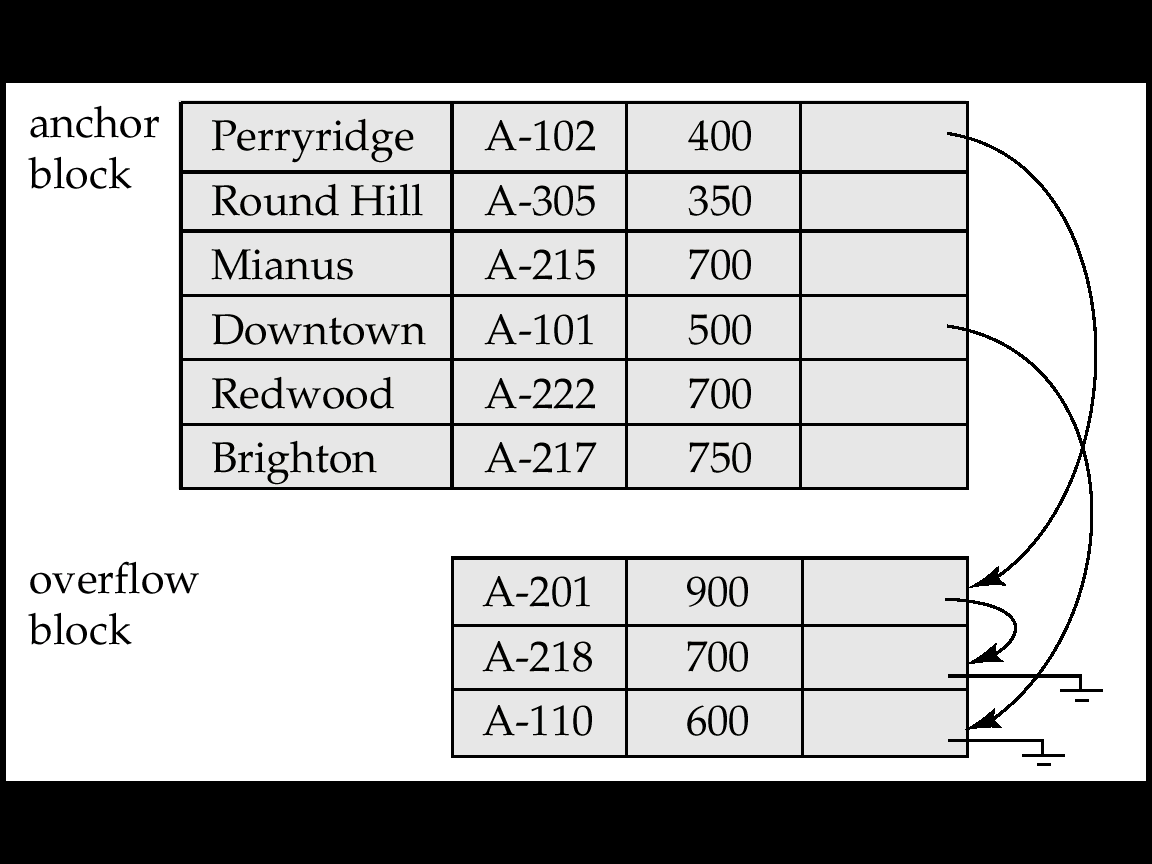 anchor
block
Perryridge A-102 400
Round Hill A-305 350
Mianus A-215 700
Downtown A-101 500
Redwood A-222 700
Brighton A-217 750
overflow
block
A-201 900
A-218 700
A-110 600